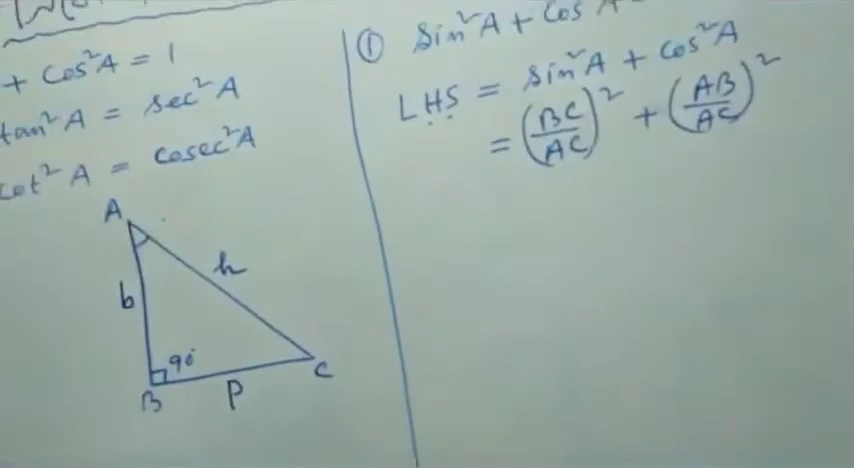 + Cos²A = 1
tan²A = sec²A
cot²A = cosec²A
A
b
h
90°
B
P
C
① Sin²A + Cos A
LHS = sin²A + cos²A
= (BC/AC)² + (AB/AC)²